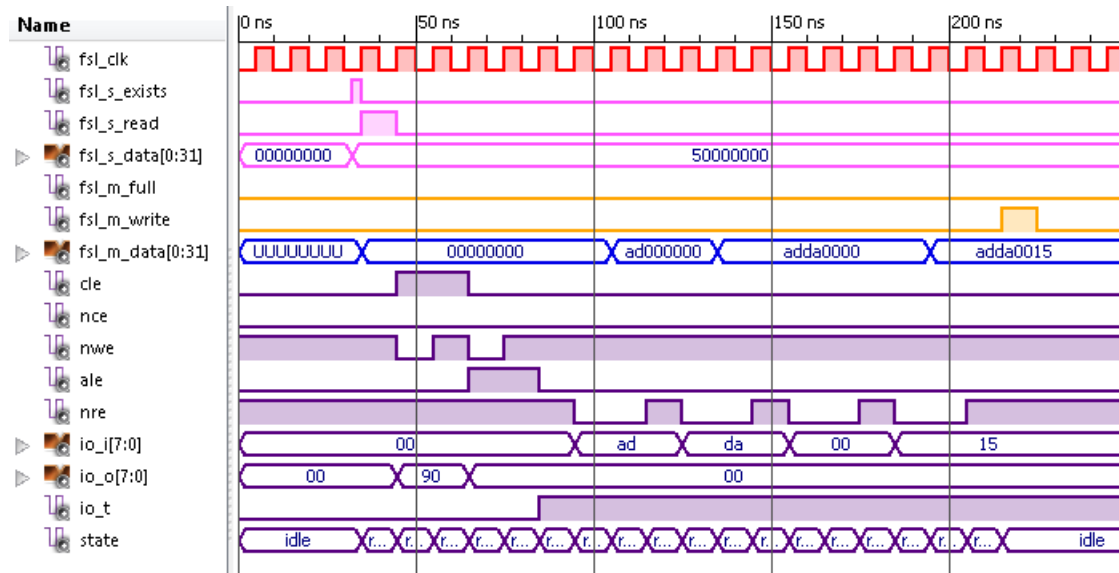 Name 0 ns 50 ns 100 ns 150 ns 200 ns
fsl_clk
fsl_s_exists
fsl_s_read
fsl_s_data[0:31] 00000000 50000000
fsl_m_full
fsl_m_write
fsl_m_data[0:31] UUUUUUUU 00000000 ad000000 adda0000 adda0015
cle
nce
nwe
ale
nre
io_i[7:0] 00 ad da 00 15
io_o[7:0] 00 90 00
io_t
state idle r... r... r... r... r... r... r... r... r... r... r... r... r... r... r... r... r... r... idle